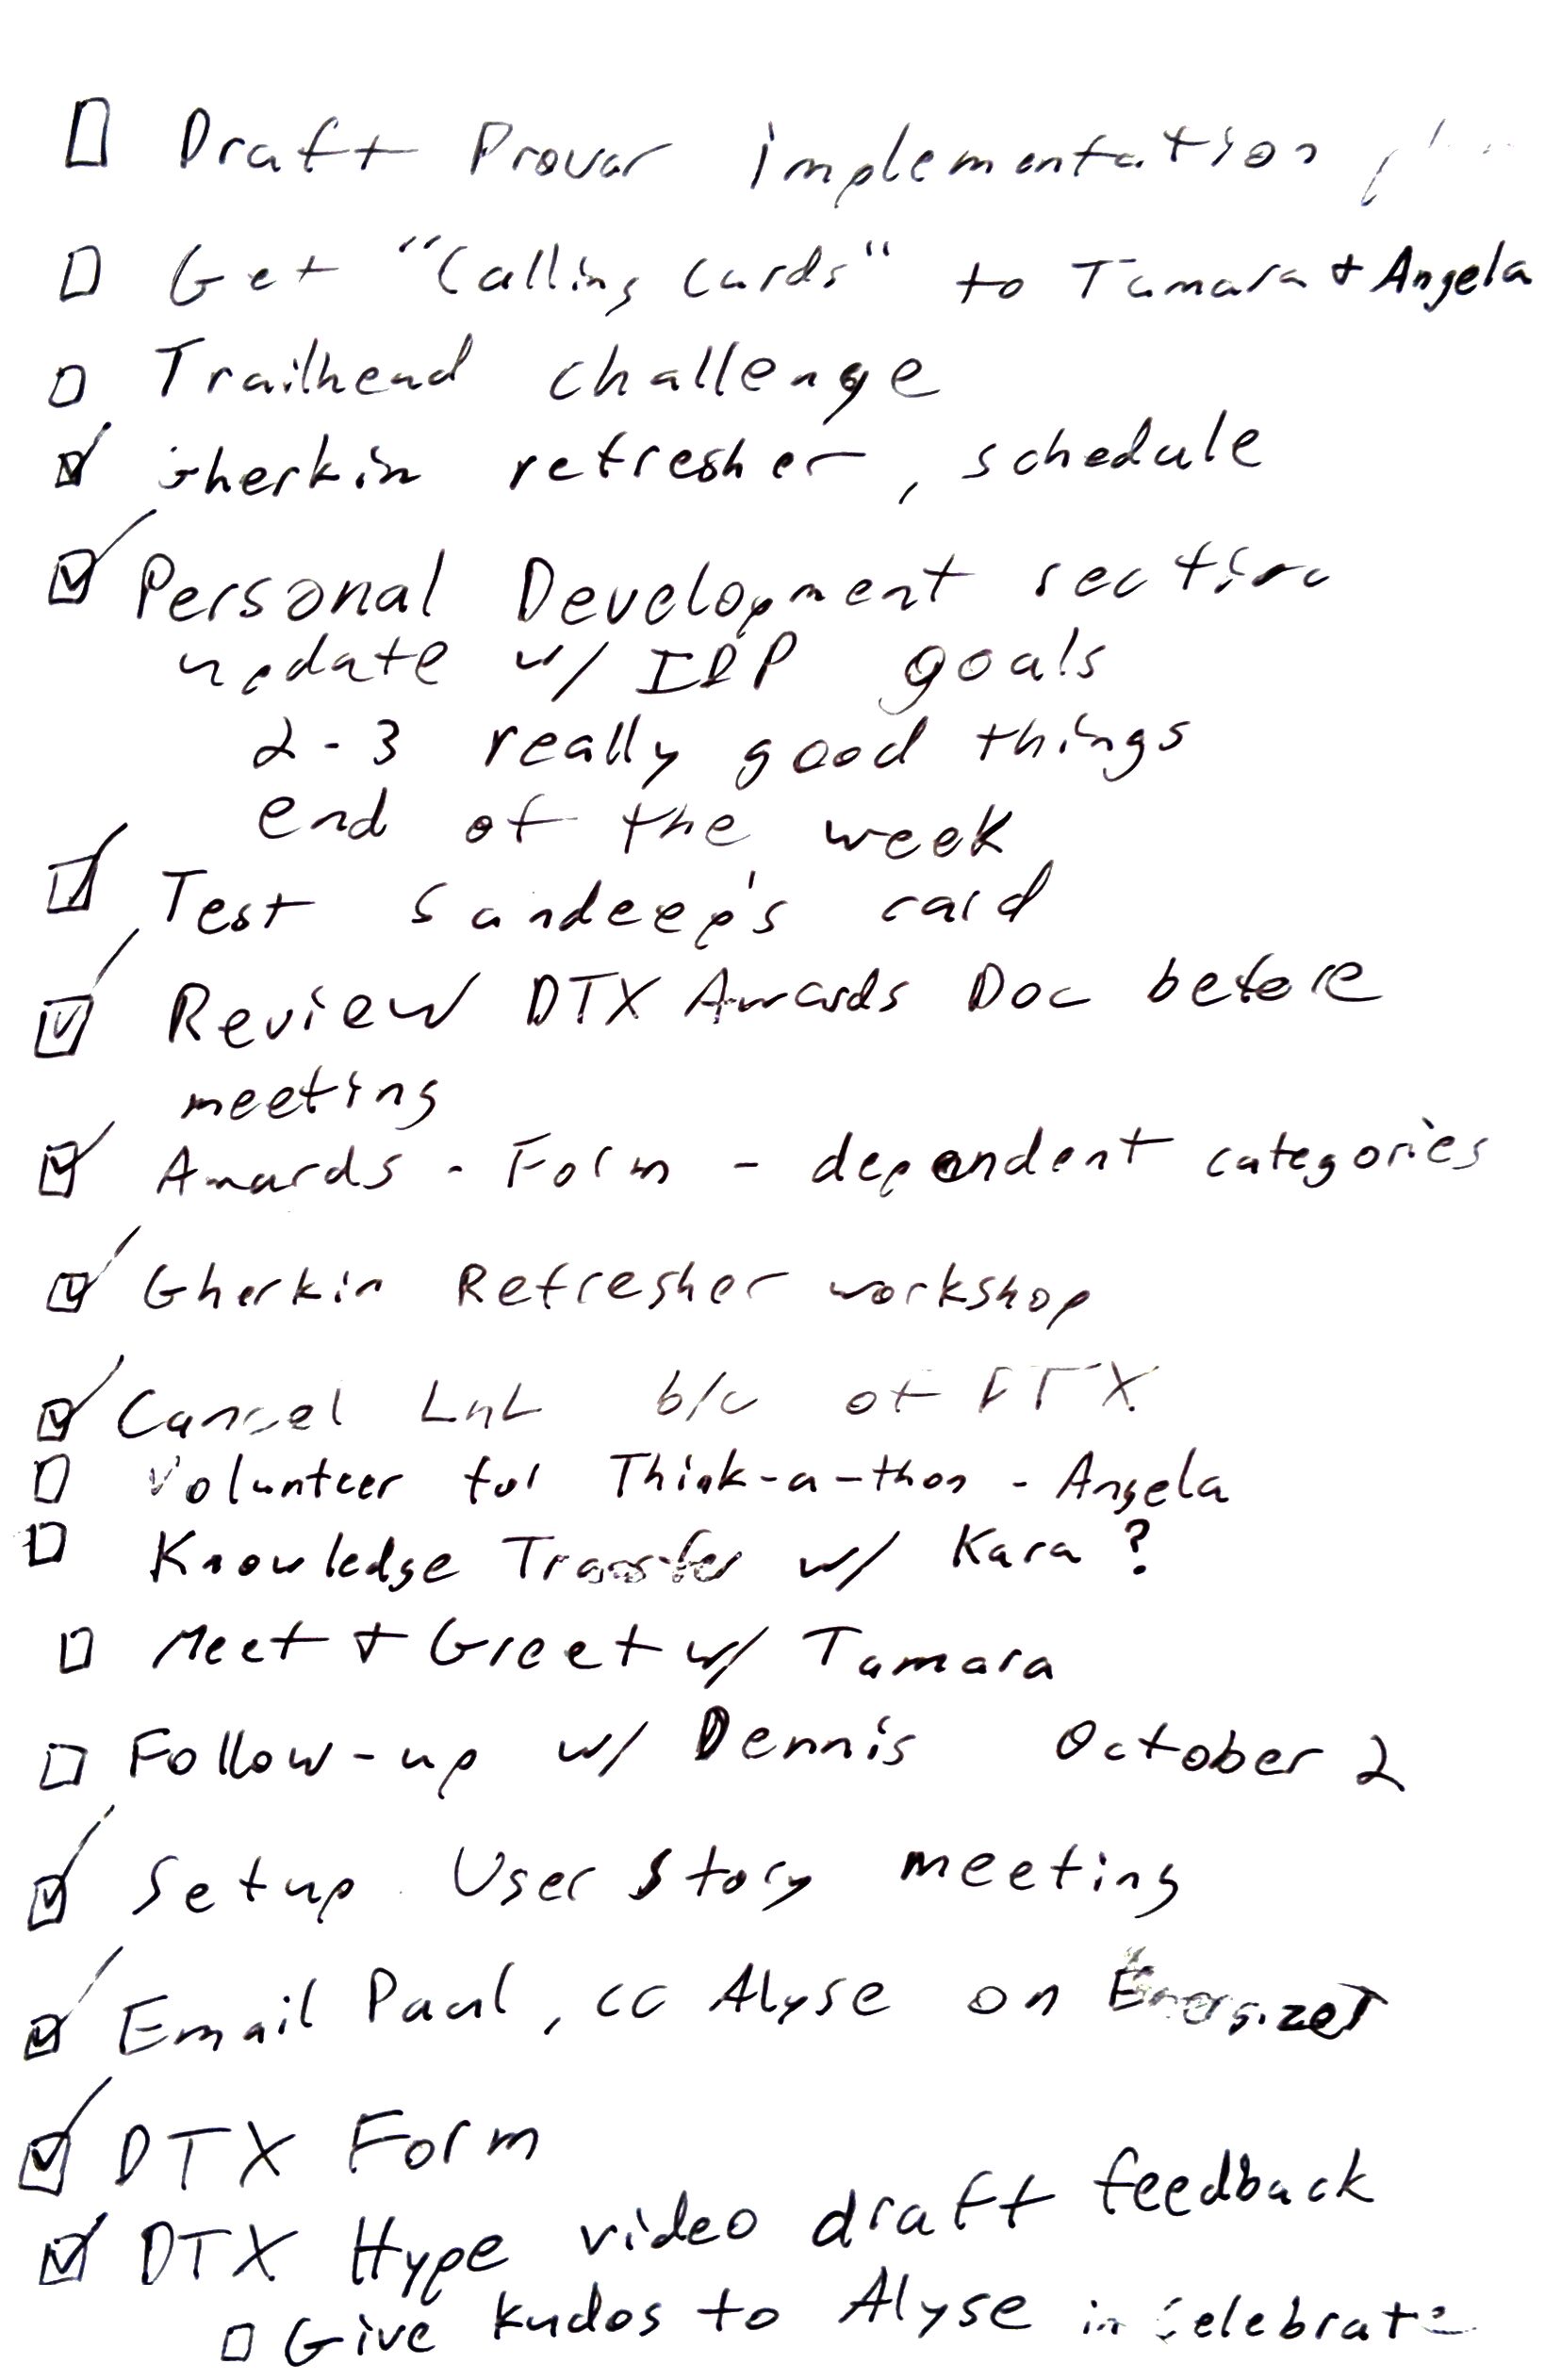 Draft Provar implementation
Get "Calling Cards" to Tamara + Angela
Trailhead challenge
Gherkin refresher, schedule
Personal Development section
update w/ IDP goals
2-3 really good things
end of the week
Test Sandeep's card
Review DTX Awards Doc before
meeting
Awards - Form - dependent categories
Gherkin Refresher workshop
Cancel LnL b/c of DTX
Volunteer for Think-a-thon - Angela
Knowledge Transfer w/ Kara?
Meet + Greet w/ Tamara
Follow-up w/ Dennis October 2
Setup User Story meeting
Email Paul, cc Alyse on
DTX Form
DTX Hype video draft feedback
Give kudos to Alyse in Celebrate